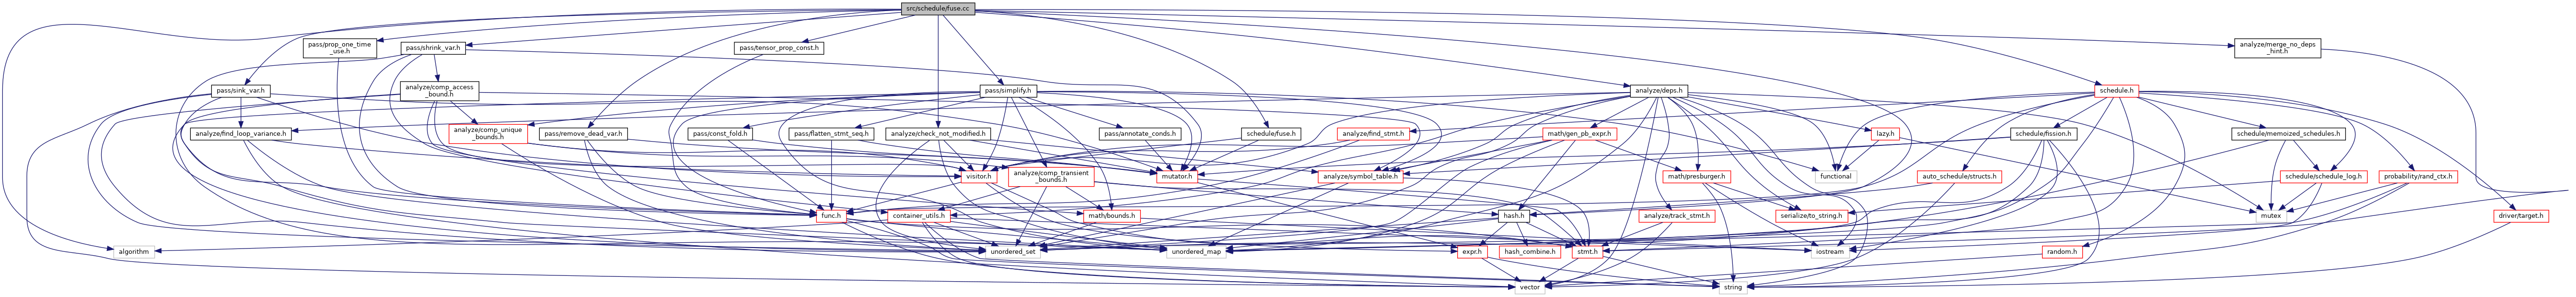 src/schedule/fuse.cc
pass/prop_one_time
_use.h
pass/shrink_var.h
pass/tensor_prop_const.h
analyze/merge_no_deps
_hint.h
pass/sink_var.h
analyze/comp_access
_bound.h
pass/simplify.h
analyze/deps.h
schedule.h
analyze/find_loop_variance.h
analyze/comp_unique
_bounds.h
pass/remove_dead_var.h
pass/const_fold.h
pass/flatten_stmt_seq.h
analyze/check_not_modified.h
pass/annotate_conds.h
schedule/fuse.h
analyze/find_stmt.h
math/gen_pb_expr.h
lazy.h
schedule/fission.h
schedule/memoized_schedules.h
visitor.h
analyze/comp_transient
_bounds.h
mutator.h
analyze/symbol_table.h
math/presburger.h
functional
auto_schedule/structs.h
schedule/schedule_log.h
probability/rand_ctx.h
func.h
container_utils.h
math/bounds.h
hash.h
analyze/track_stmt.h
serialize/to_string.h
mutex
driver/target.h
algorithm
unordered_set
unordered_map
expr.h
hash_combine.h
stmt.h
iostream
random.h
vector
string